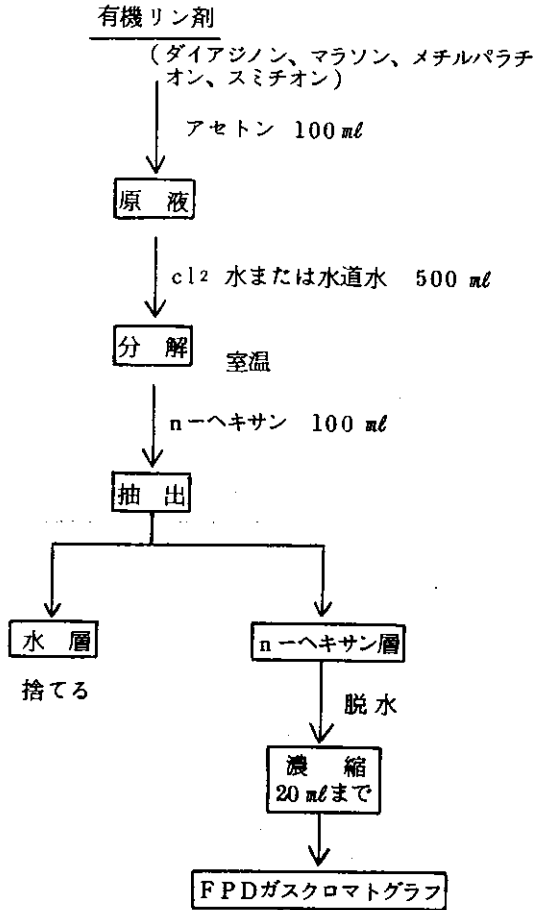 有機リン剤
(ダイアジノン、マラソン、メチルパラチ
オン、スミチオン)
アセトン 100 ml
原 液
cl2 水または水道水 500 ml
分 解
室温
n-ヘキサン 100 ml
抽 出
水 層
n-ヘキサン層
捨てる
脱水
濃 縮
20 mlまで
FPDガスクロマトグラフ